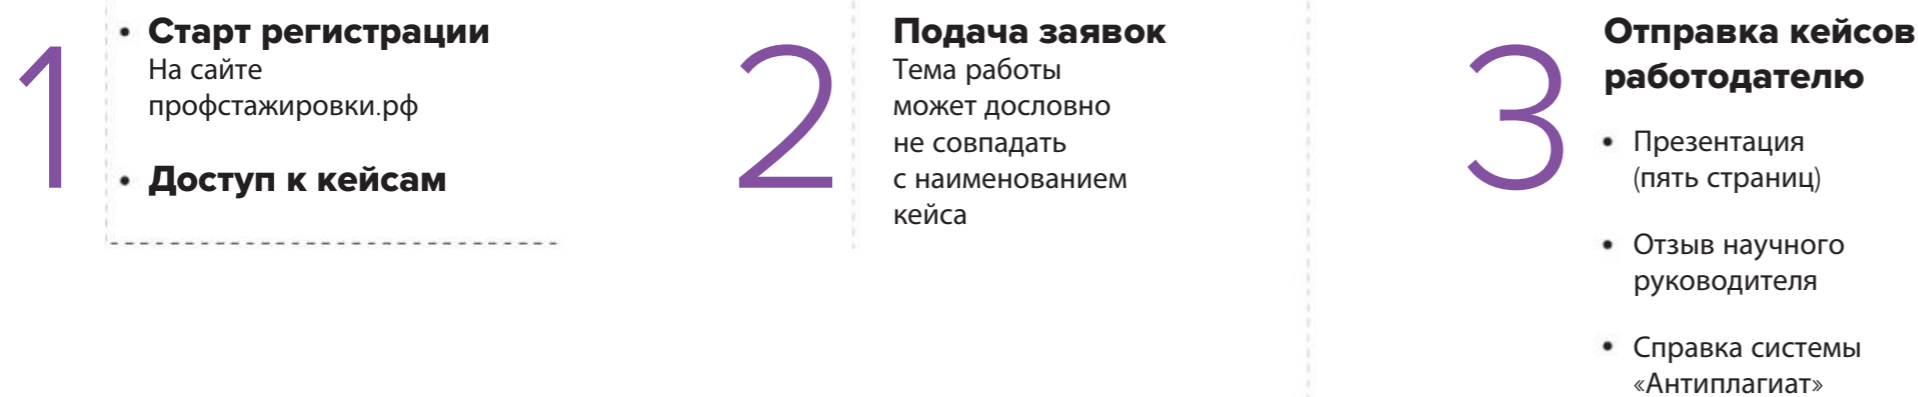 1
• Старт регистрации
На сайте
профстажировки.рф
• Доступ к кейсам
2
Подача заявок
Тема работы
может дословно
не совпадать
с наименованием
кейса
3
Отправка кейсов
работодателю
• Презентация
(пять страниц)
• Отзыв научного
руководителя
• Справка системы
«Антиплагиат»